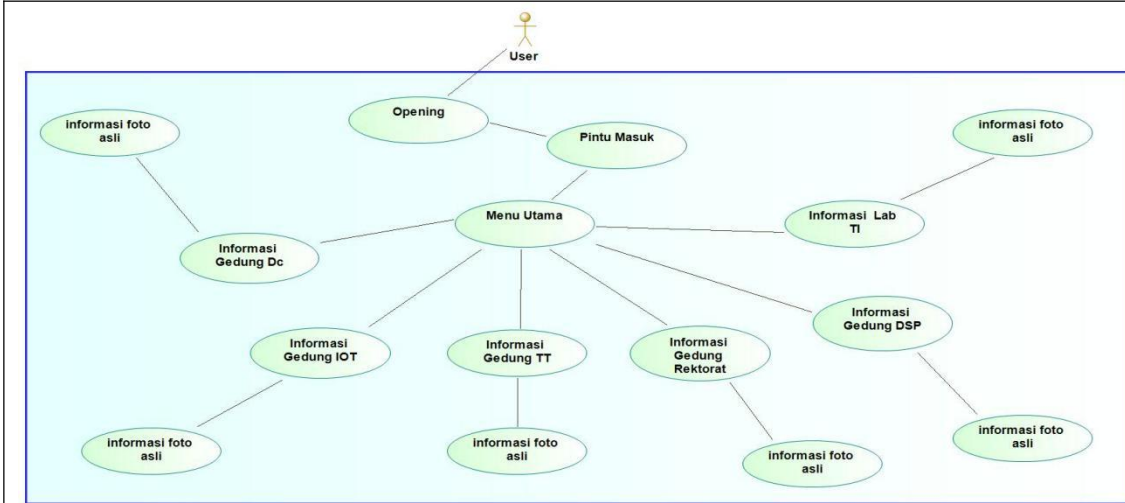 User
Opening
Pintu Masuk
informasi foto
asli
informasi foto
asli
Menu Utama
Informasi  Lab
TI
Informasi
Gedung Dc
Informasi
Gedung DSP
Informasi
Gedung IOT
Informasi
Gedung TT
Informasi
Gedung
Rektorat
informasi foto
asli
informasi foto
asli
informasi foto
asli
informasi foto
asli